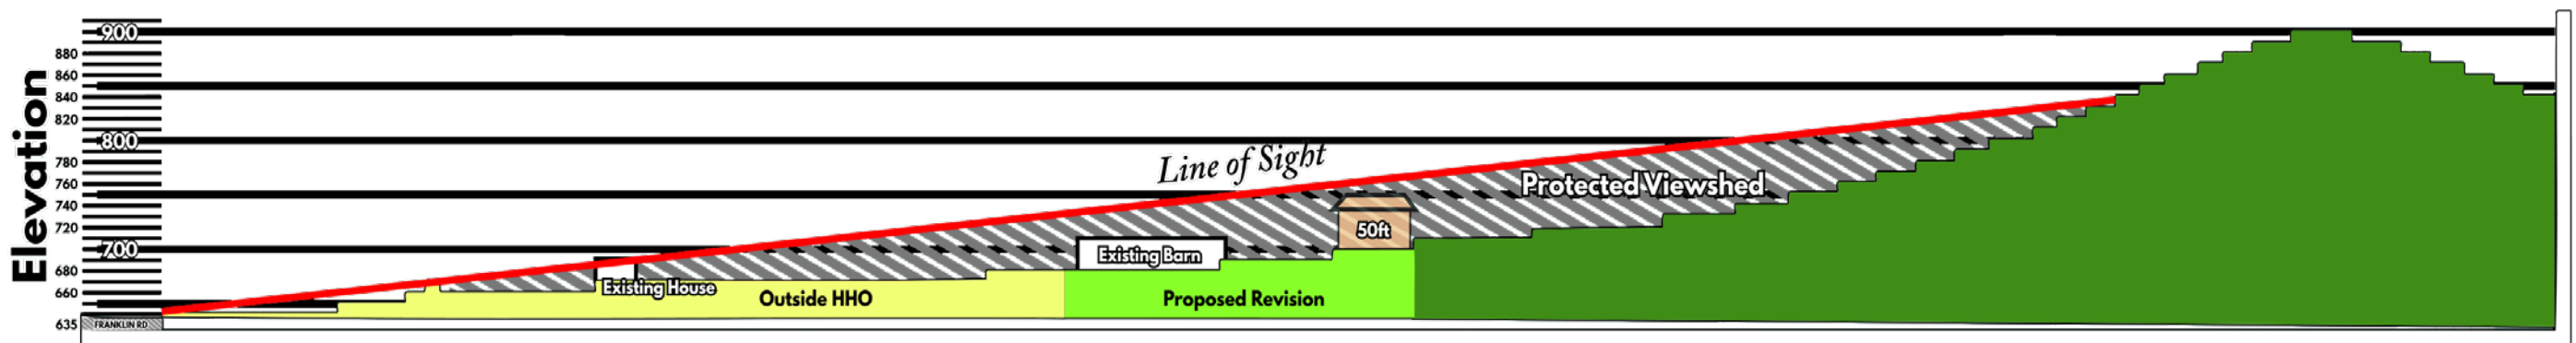 Elevation
900
880
860
840
820
800
780
760
740
720
700
680
660
635
FRANKLIN RD
Line of Sight
Protected Viewshed
50ft
Existing Barn
Existing House
Outside HHO
Proposed Revision